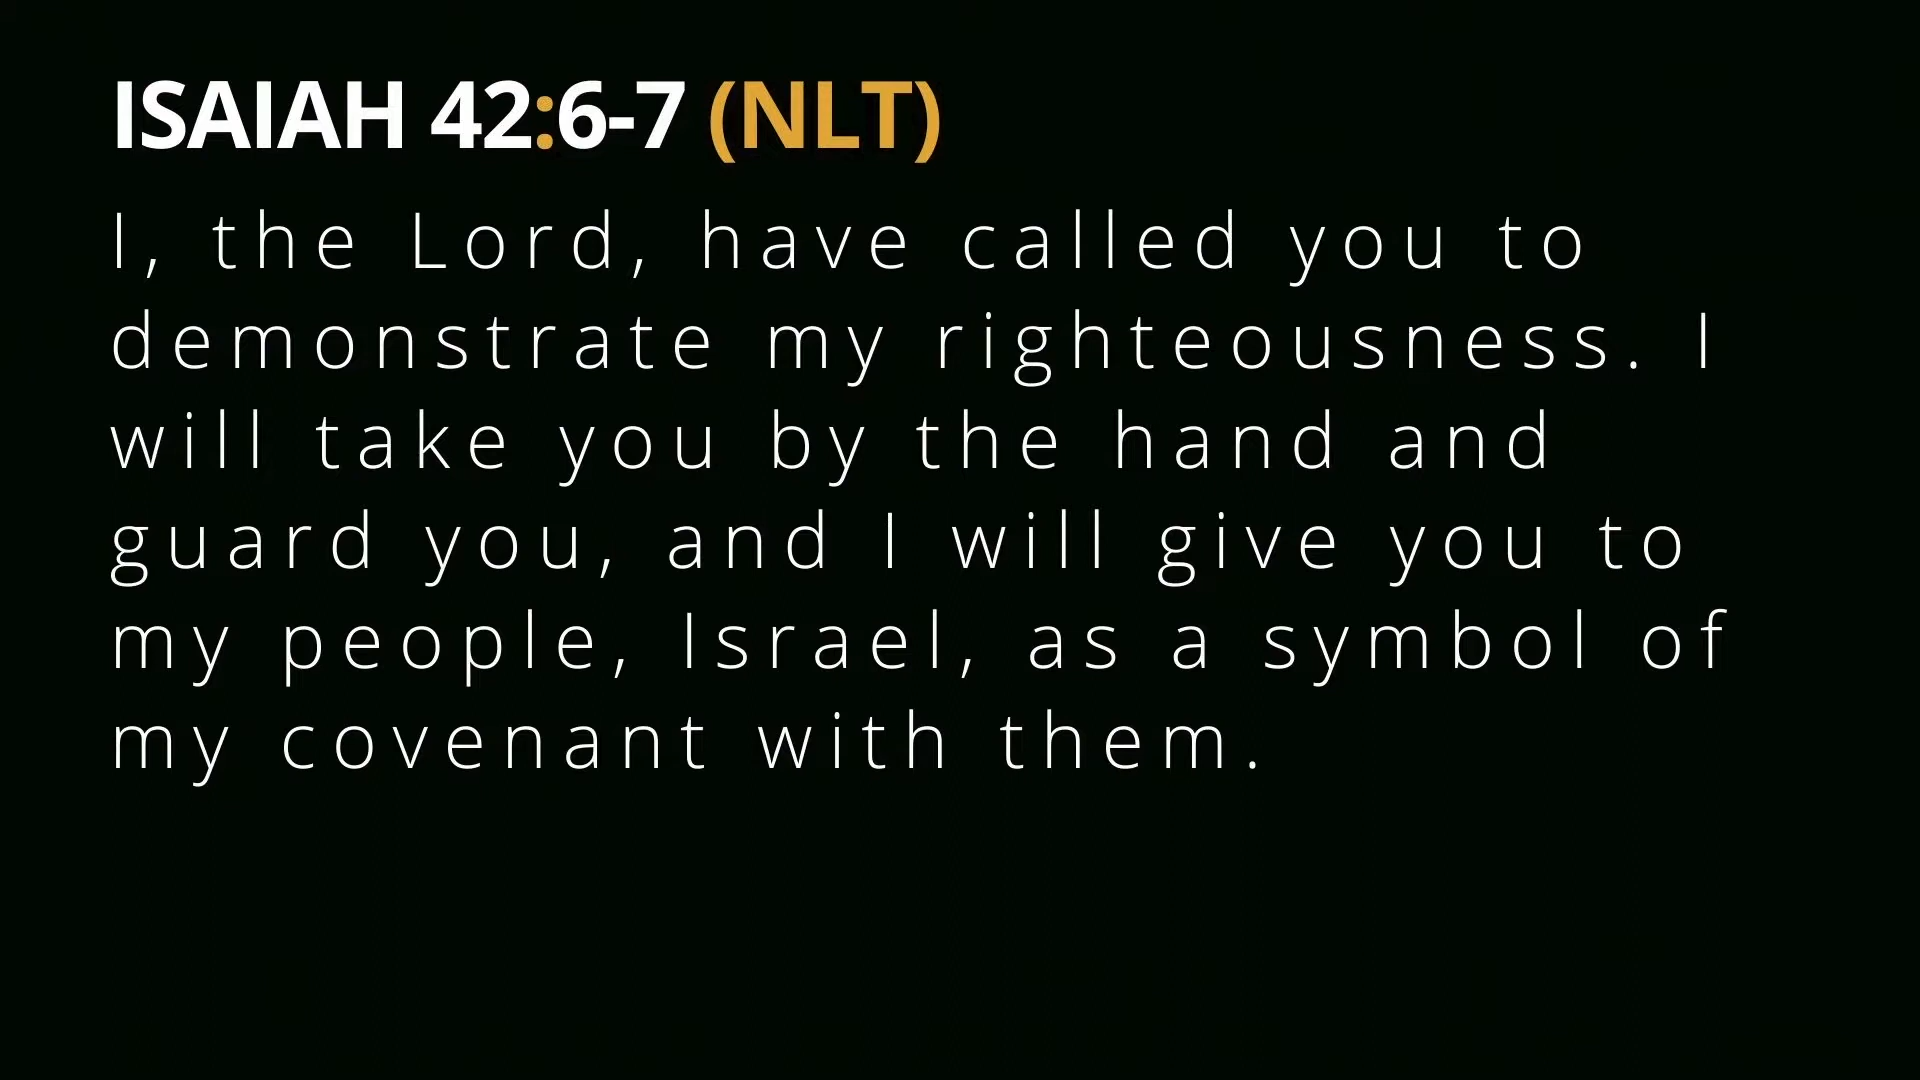 ISAIAH 42:6-7 (NLT)
I, the Lord, have called you to
demonstrate my righteousness. I
will take you by the hand and
guard you, and I will give you to
my people, Israel, as a symbol of
my covenant with them.